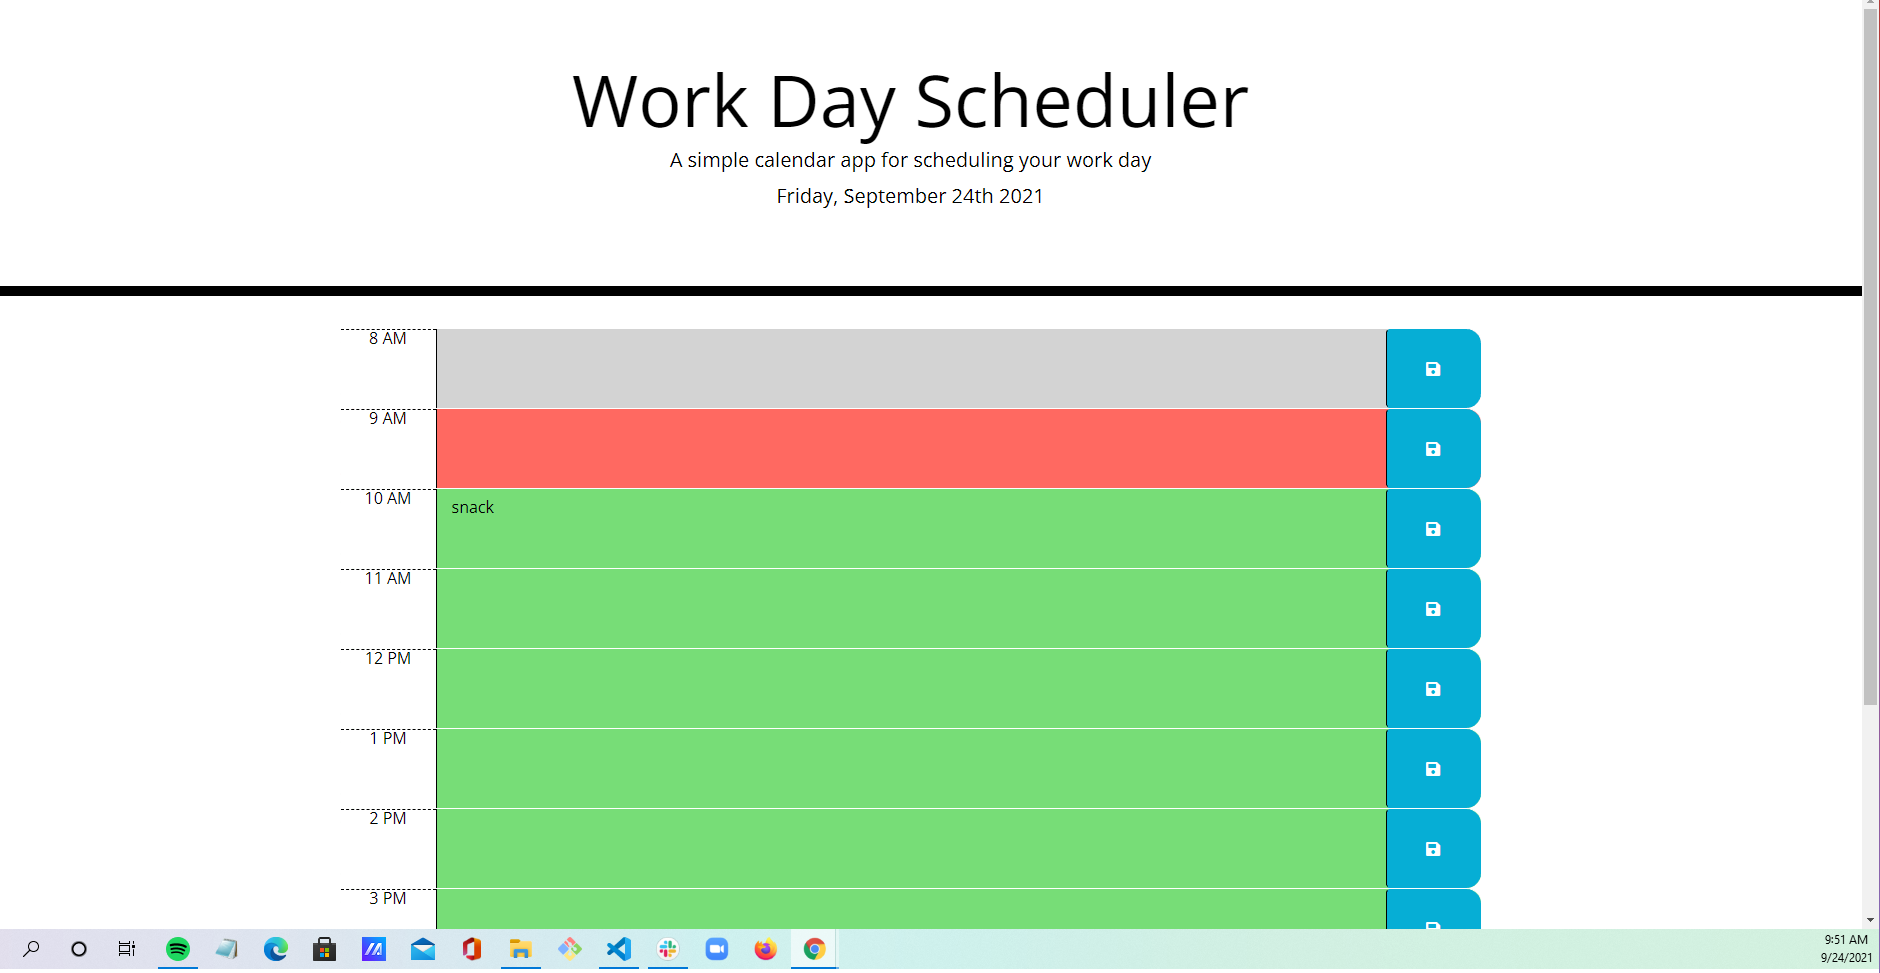 Work Day Scheduler
A simple calendar app for scheduling your work day
Friday, September 24th 2021
8 AM
9 AM
10 AM
snack
11 AM
12 PM
1 PM
2 PM
3 PM
9:51 AM
9/24/2021